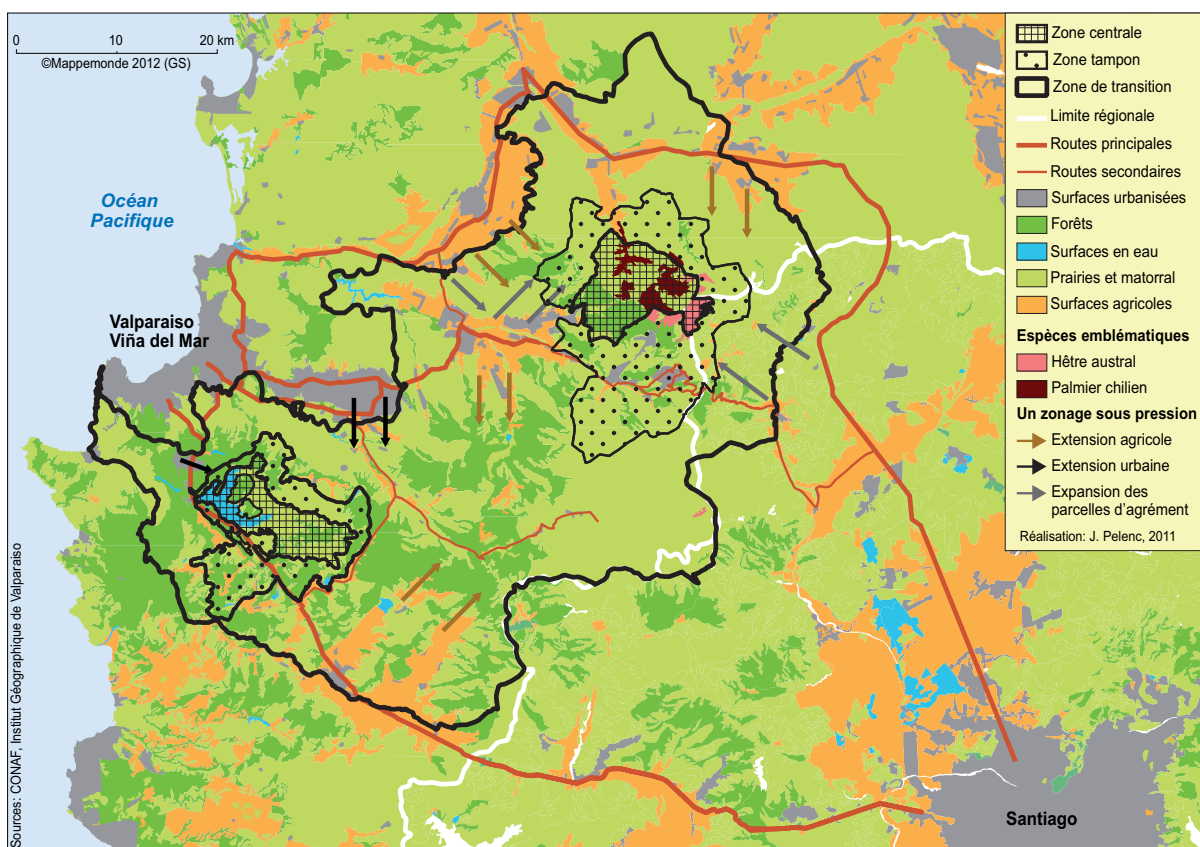 0 10 20 km
©Mappemonde 2012 (GS)
Océan
Pacifique
Valparaiso
Viña del Mar
Santiago
Sources: CONAF, Institut Géographique de Valparaiso
Zone centrale
Zone tampon
Zone de transition
Limite régionale
Routes principales
Routes secondaires
Surfaces urbanisées
Forêts
Surfaces en eau
Prairies et matorral
Surfaces agricoles
Espèces emblématiques
Hêtre austral
Palmier chilien
Un zonage sous pression
Extension agricole
Extension urbaine
Expansion des
parcelles d'agrément
Réalisation: J. Pelenc, 2011